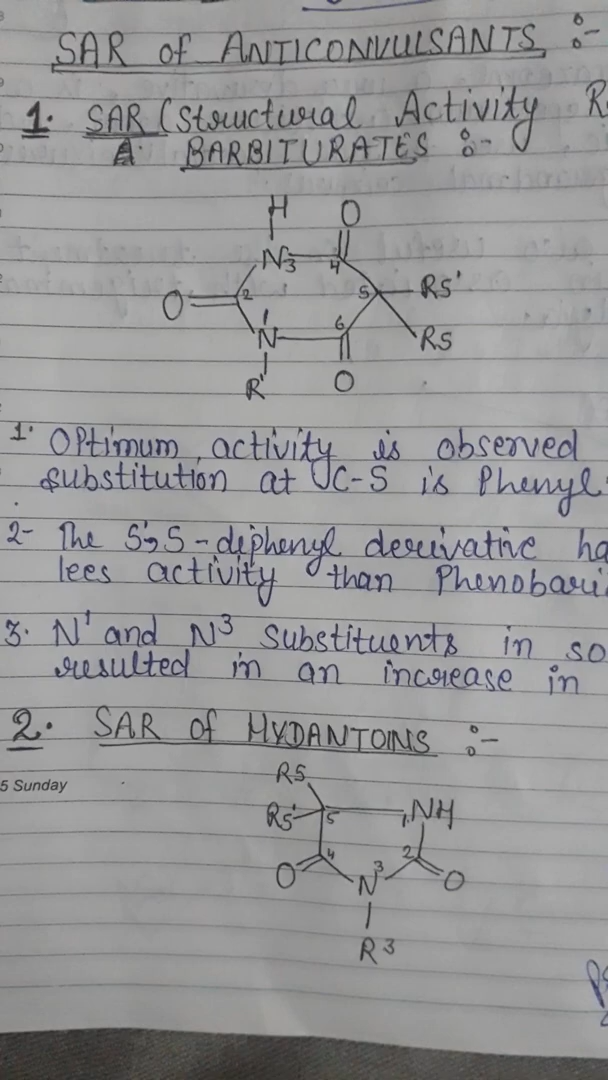 SAR of ANTICONVULSANTS :-
1. SAR (Structural Activity R
A. BARBITURATES :-
H O
N3 4
O 2 5 R5'
N 6 R5
1
R' O
1. Optimum activity is observed
substitution at C-5 is Phenyl
2- The 5', 5-diphenyl derivative ha
lees activity than Phenobari
3. N' and N3 substituents in so
resulted in an increase in
2. SAR of HYDANTOINS :-
5 Sunday
R5
R5' 5 1 NH
4 3 2
O N O
R3